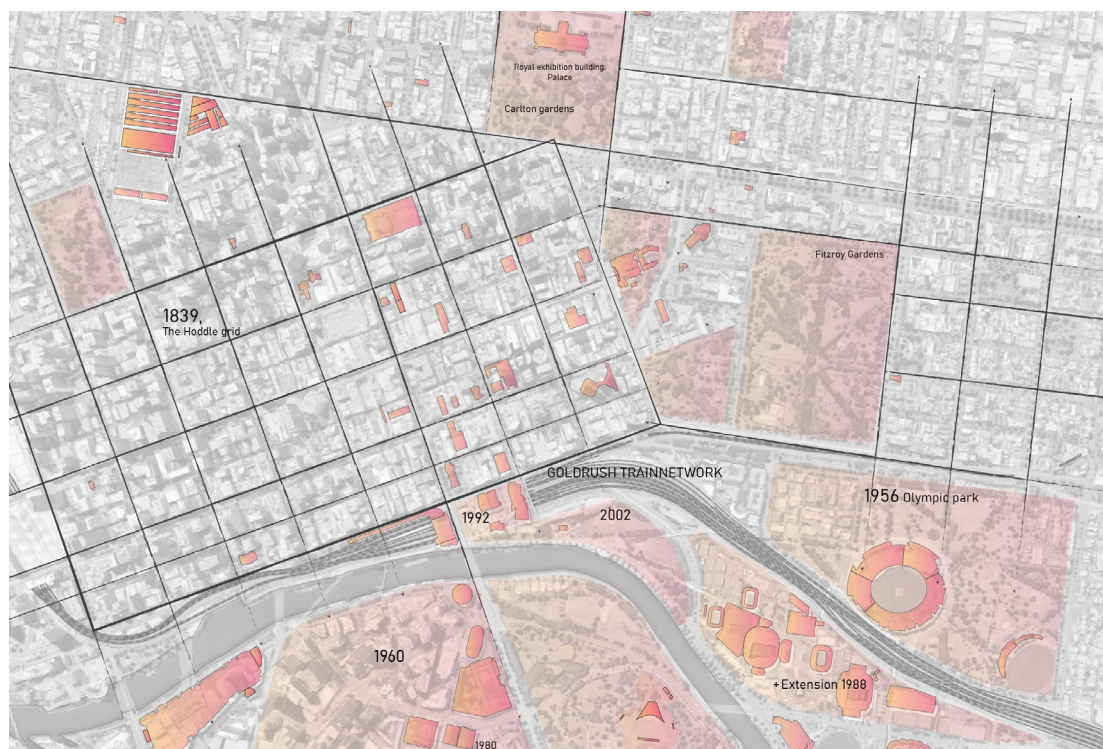 Royal exhibition building.
Palace
Carlton gardens
Fitzroy Gardens
1839,
The Hoddle grid
GOLDRUSH TRAINNETWORK
1956 Olympic park
1992
2002
1960
+Extension 1988
1980